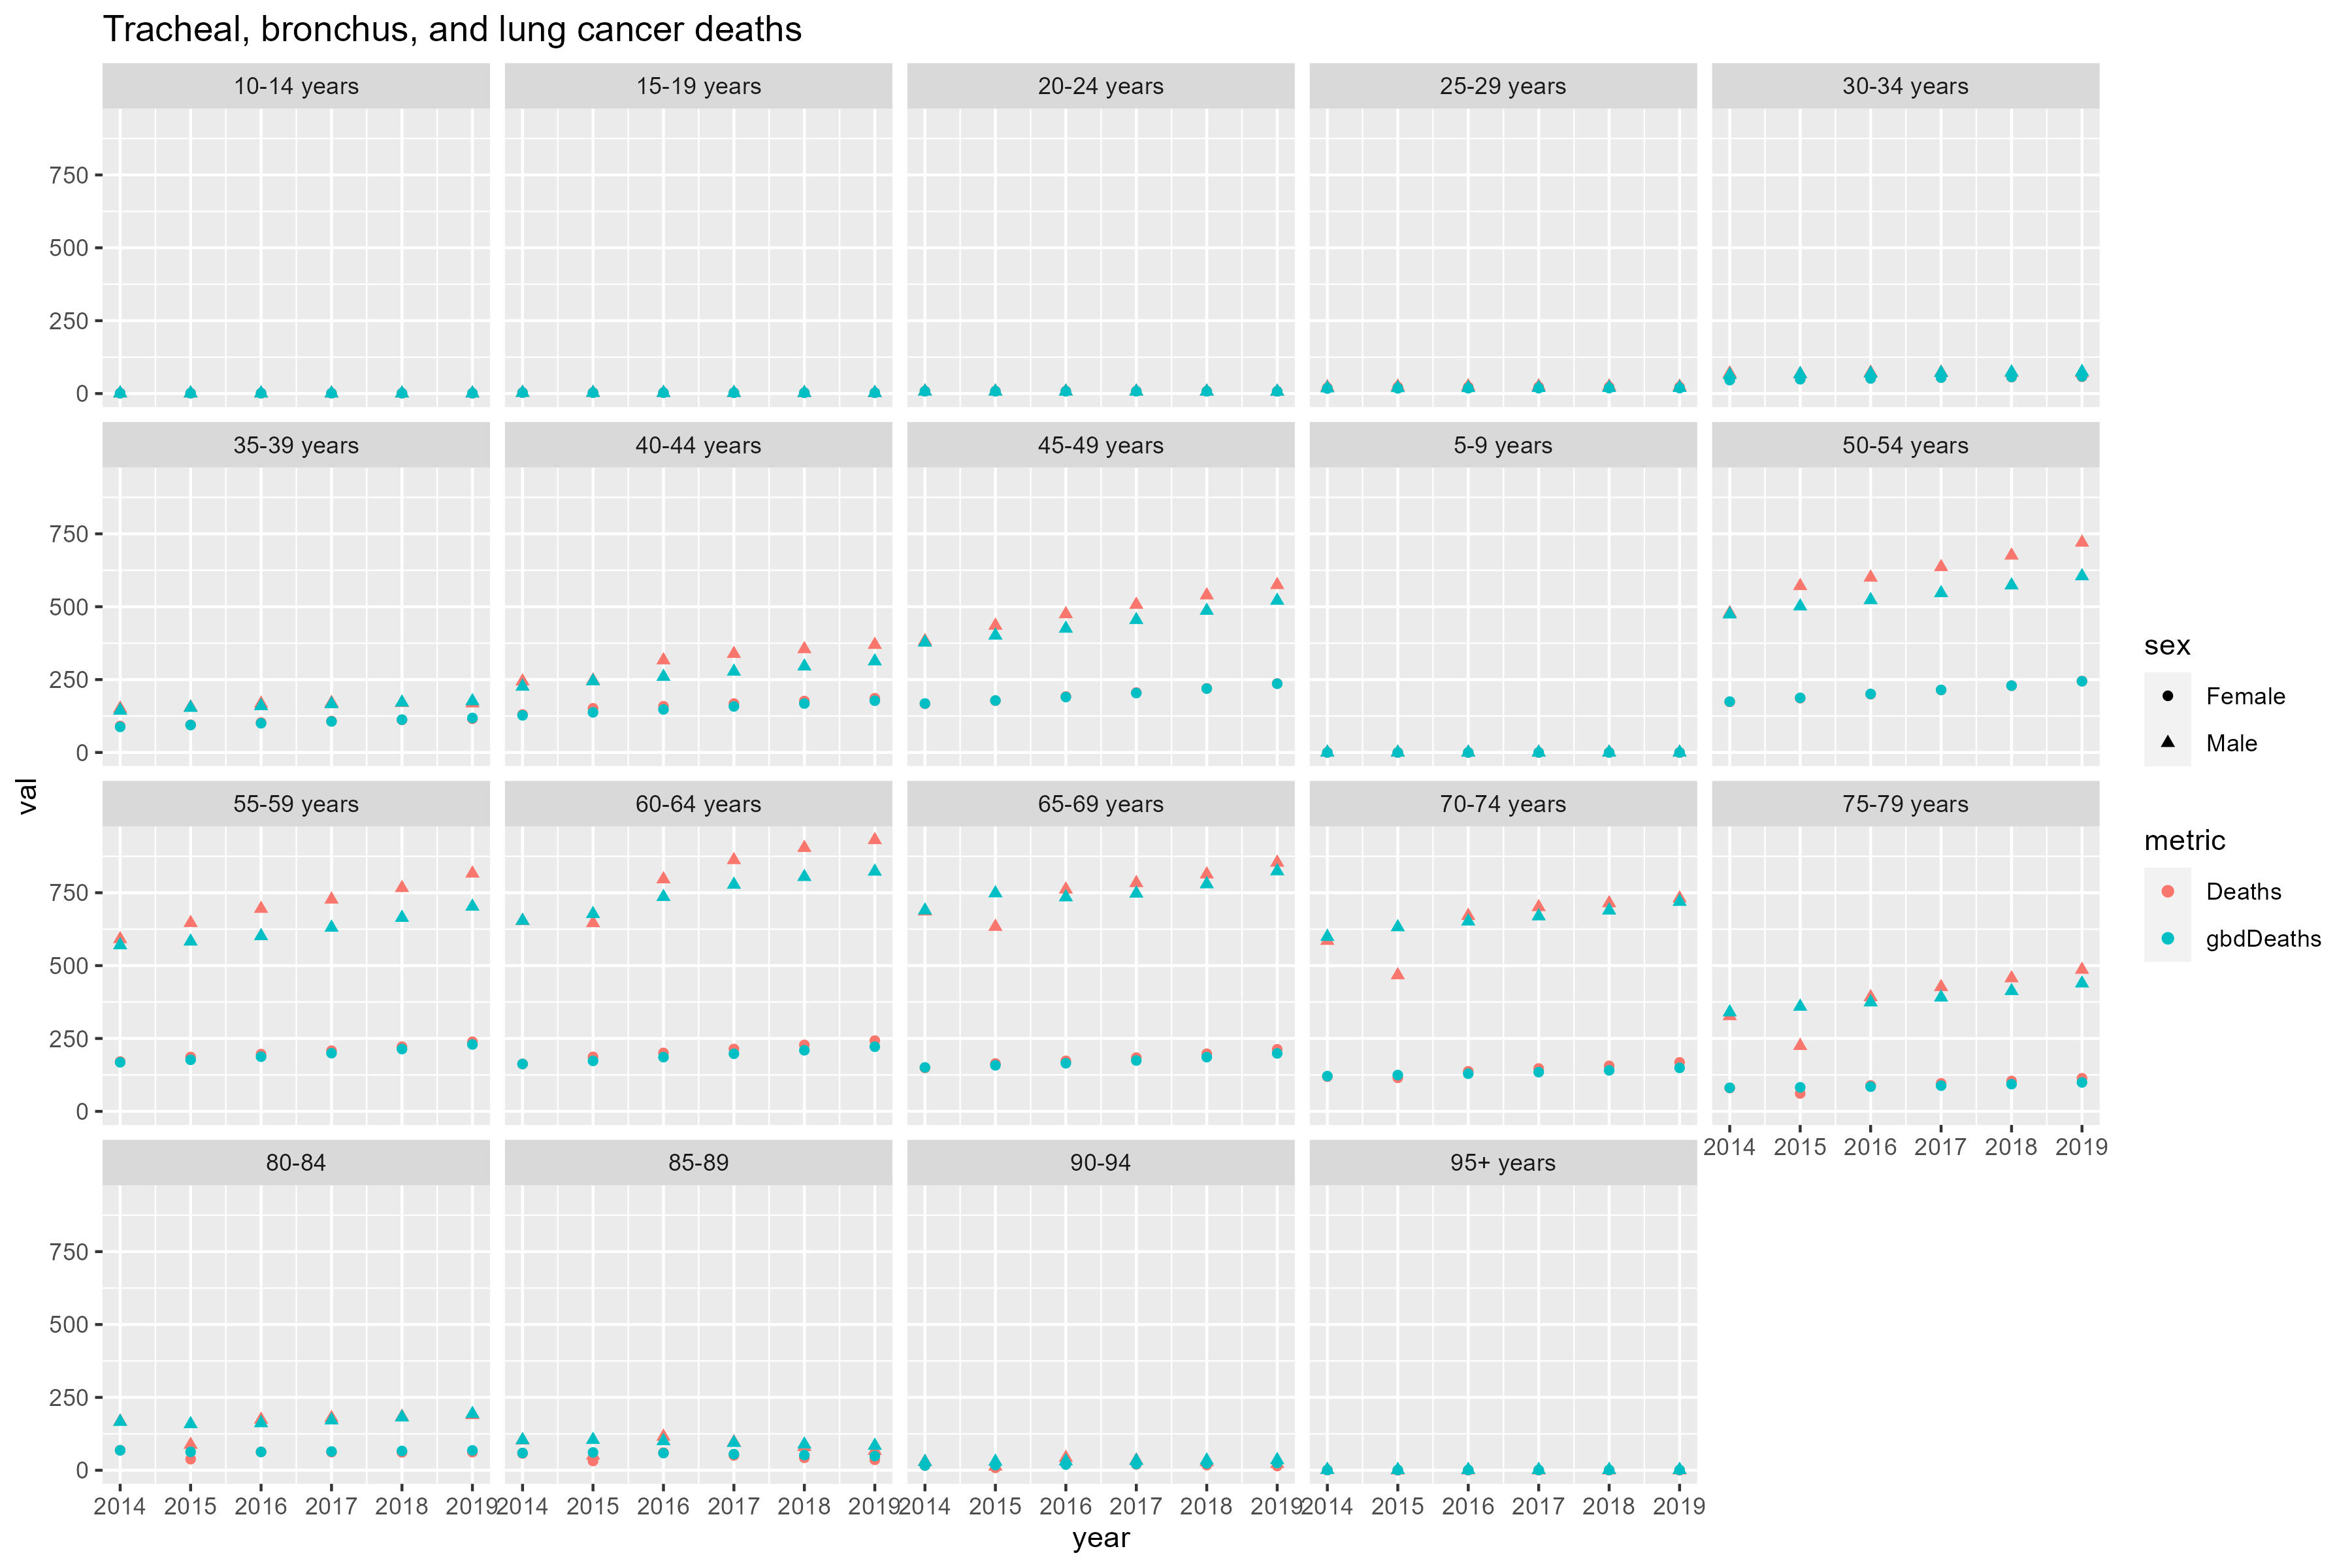 Tracheal, bronchus, and lung cancer deaths
10-14 years 15-19 years 20-24 years 25-29 years 30-34 years
750
500
250
0
35-39 years 40-44 years 45-49 years 5-9 years 50-54 years
750
500
250
0
55-59 years 60-64 years 65-69 years 70-74 years 75-79 years
750
500
250
0
2014 2015 2016 2017 2018 2019
80-84 85-89 90-94 95+ years
750
500
250
0
2014 2015 2016 2017 2018 2019 2014 2015 2016 2017 2018 2019 2014 2015 2016 2017 2018 2019 2014 2015 2016 2017 2018 2019
year
val
sex
Female
Male
metric
Deaths
gbdDeaths